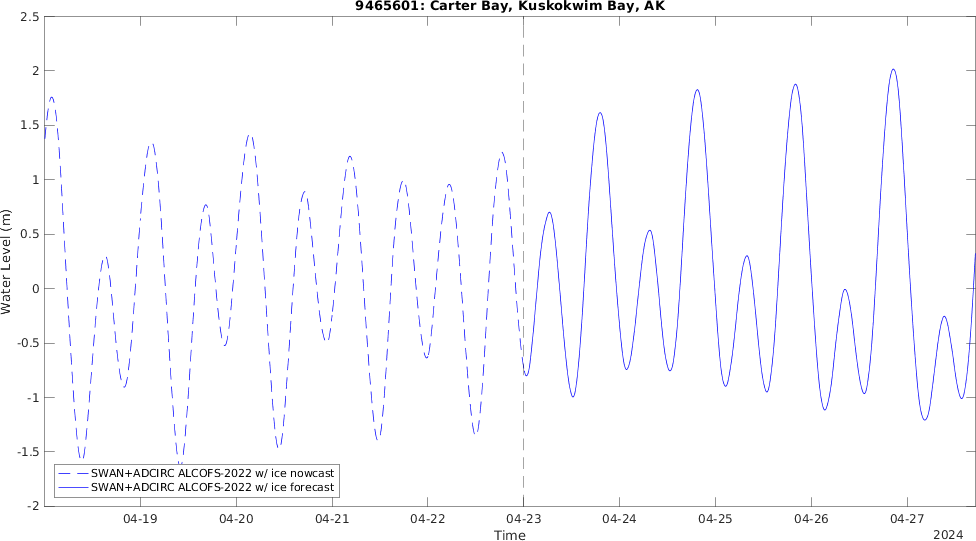 9465601: Carter Bay, Kuskokwim Bay, AK
2.5
2
1.5
1
0.5
0
-0.5
-1
-1.5
-2
Water Level (m)
SWAN+ADCIRC ALCOFS-2022 w/ ice nowcast
SWAN+ADCIRC ALCOFS-2022 w/ ice forecast
04-19 04-20 04-21 04-22 04-23 04-24 04-25 04-26 04-27
Time
2024